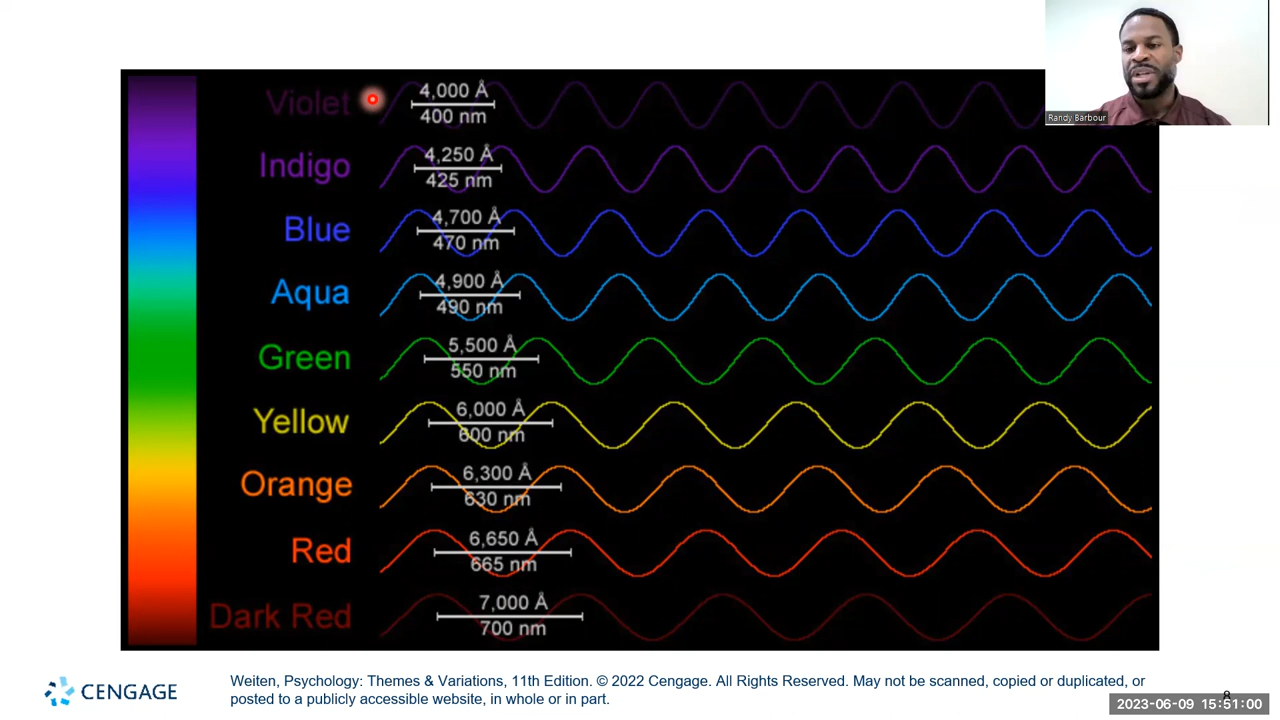 Violet
4,000 Å
400 nm
Randy Barbour
Indigo
4,250 Å
425 nm
Blue
4,700 Å
470 nm
Aqua
4,900 Å
490 nm
Green
5,500 Å
550 nm
Yellow
6,000 Å
600 nm
Orange
6,300 Å
630 nm
Red
6,650 Å
665 nm
Dark Red
7,000 Å
700 nm
CENGAGE
Weiten, Psychology: Themes & Variations, 11th Edition. © 2022 Cengage. All Rights Reserved. May not be scanned, copied or duplicated, or
posted to a publicly accessible website, in whole or in part.
8
2023-06-09 15:51:00